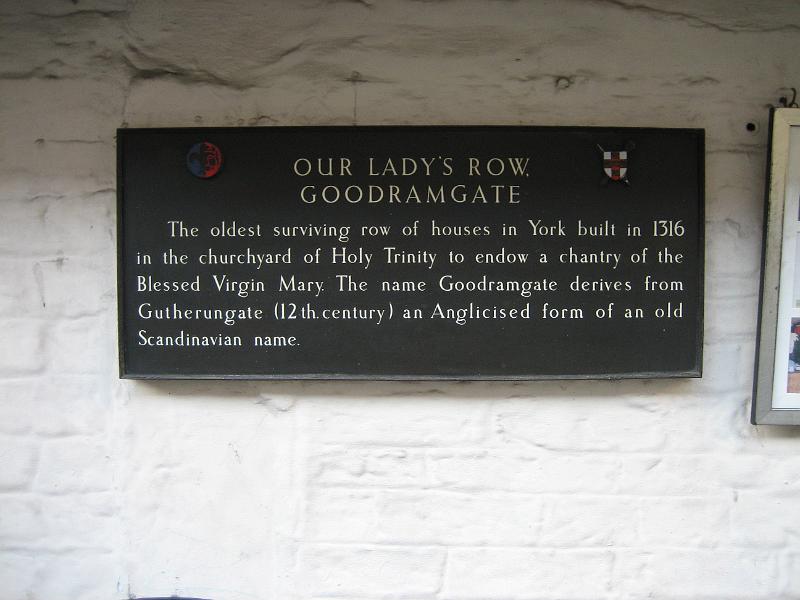 OUR LADY'S ROW,
GOODRAMGATE
The oldest surviving row of houses in York built in 1316
in the churchyard of Holy Trinity to endow a chantry of the
Blessed Virgin Mary. The name Goodramgate derives from
Gutherungate (12th.century) an Anglicised form of an old
Scandinavian name.